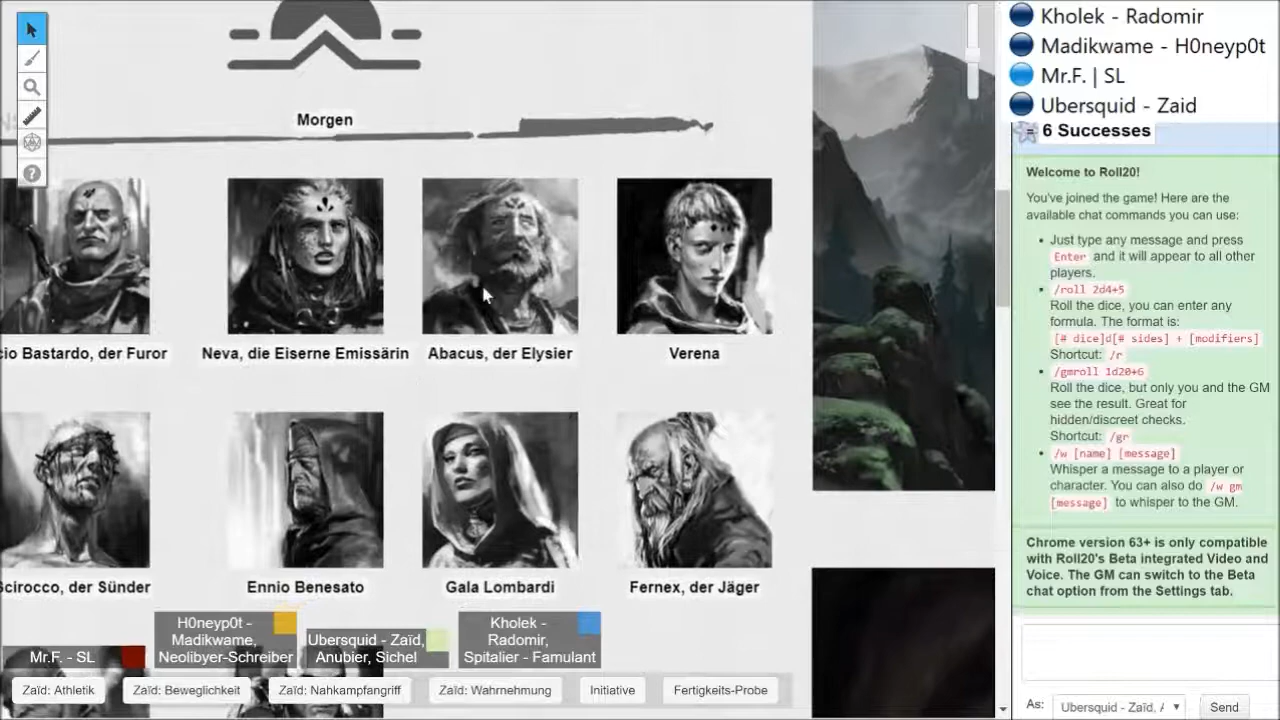 Kholek - Radomir
Madikwame - H0neyp0t
Mr.F. | SL
Ubersquid - Zaid
= 6 Successes
Morgen
cio Bastardo, der Furor
Neva, die Eiserne Emissärin
Abacus, der Elysier
Verena
Scirocco, der Sünder
Ennio Benesato
Gala Lombardi
Fernex, der Jäger
Welcome to Roll20!
You've joined the game! Here are the
available chat commands you can use:
• Just type any message and press
Enter and it will appear to all other
players.
• /roll 2d4+5
Roll the dice, you can enter any
formula. The format is:
[# dice]d[# sides] + [modifiers]
Shortcut: /r
• /gmroll 1d20+6
Roll the dice, but only you and the GM
see the result. Great for
hidden/discreet checks.
Shortcut: /gr
• /w [name] [message]
Whisper a message to a player or
character. You can also do /w gm
[message] to whisper to the GM.
Chrome version 63+ is only compatible
with Roll20's Beta integrated Video and
Voice. The GM can switch to the Beta
chat option from the Settings tab.
Mr.F. - SL
H0neyp0t -
Madikwame,
Neolibyer-Schreiber
Ubersquid - Zaïd,
Anubier, Sichel
Kholek -
Radomir,
Spitalier - Famulant
Zaïd: Athletik
Zaïd: Beweglichkeit
Zaïd: Nahkampfangriff
Zaïd: Wahrnehmung
Initiative
Fertigkeits-Probe
As:
Ubersquid - Zaïd, /
Send